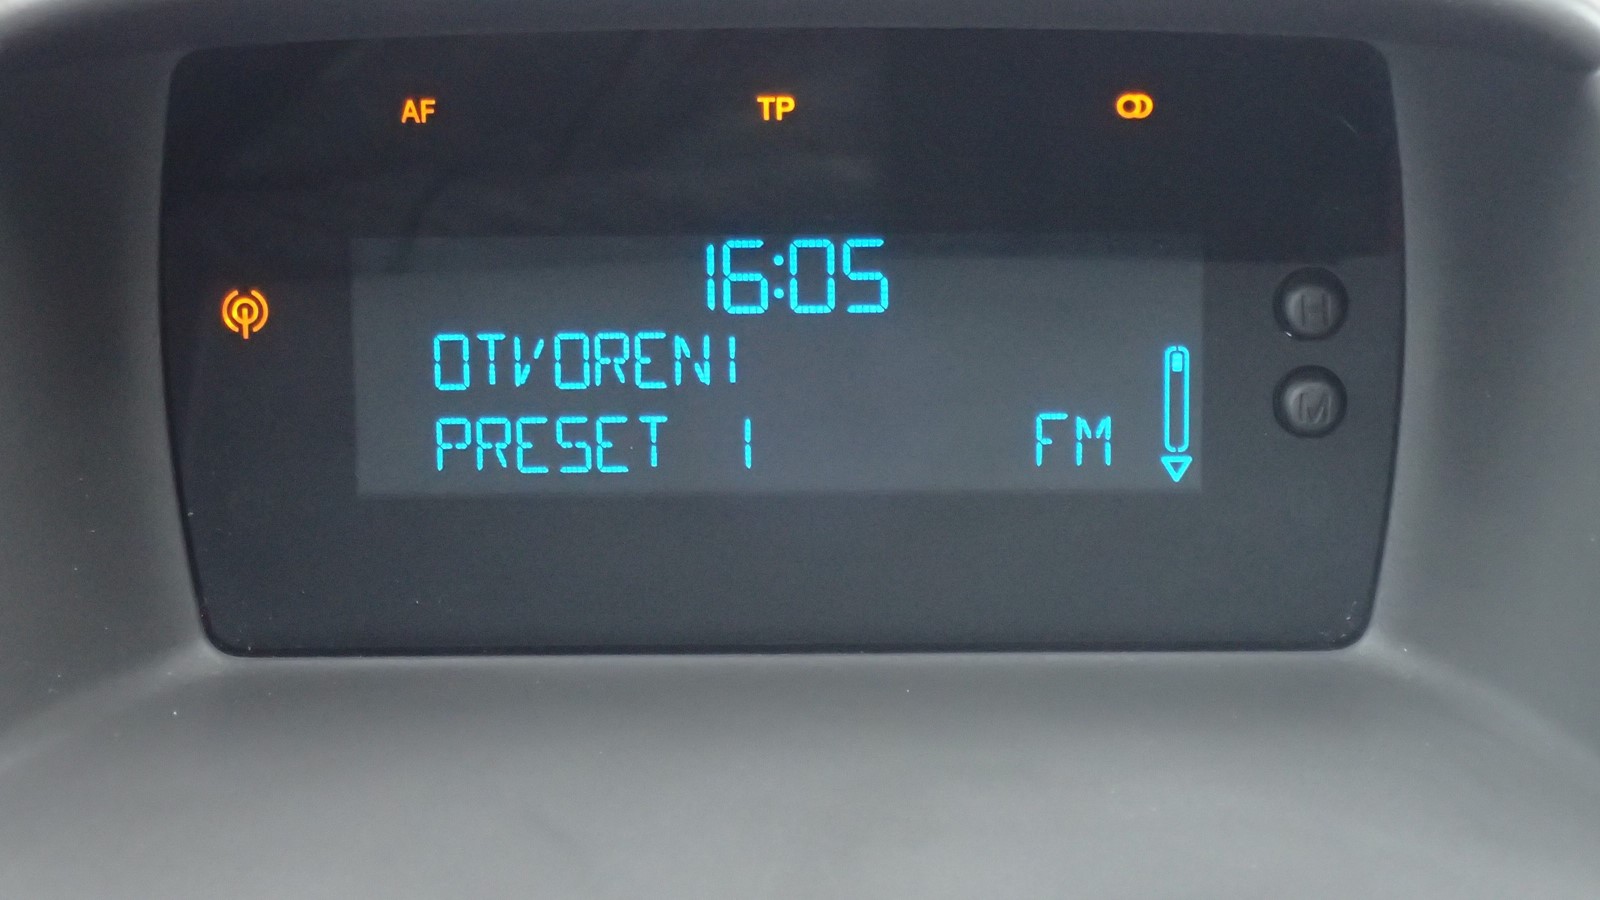 AF TP
16:05
OTVORENI
PRESET 1 FM
H
M